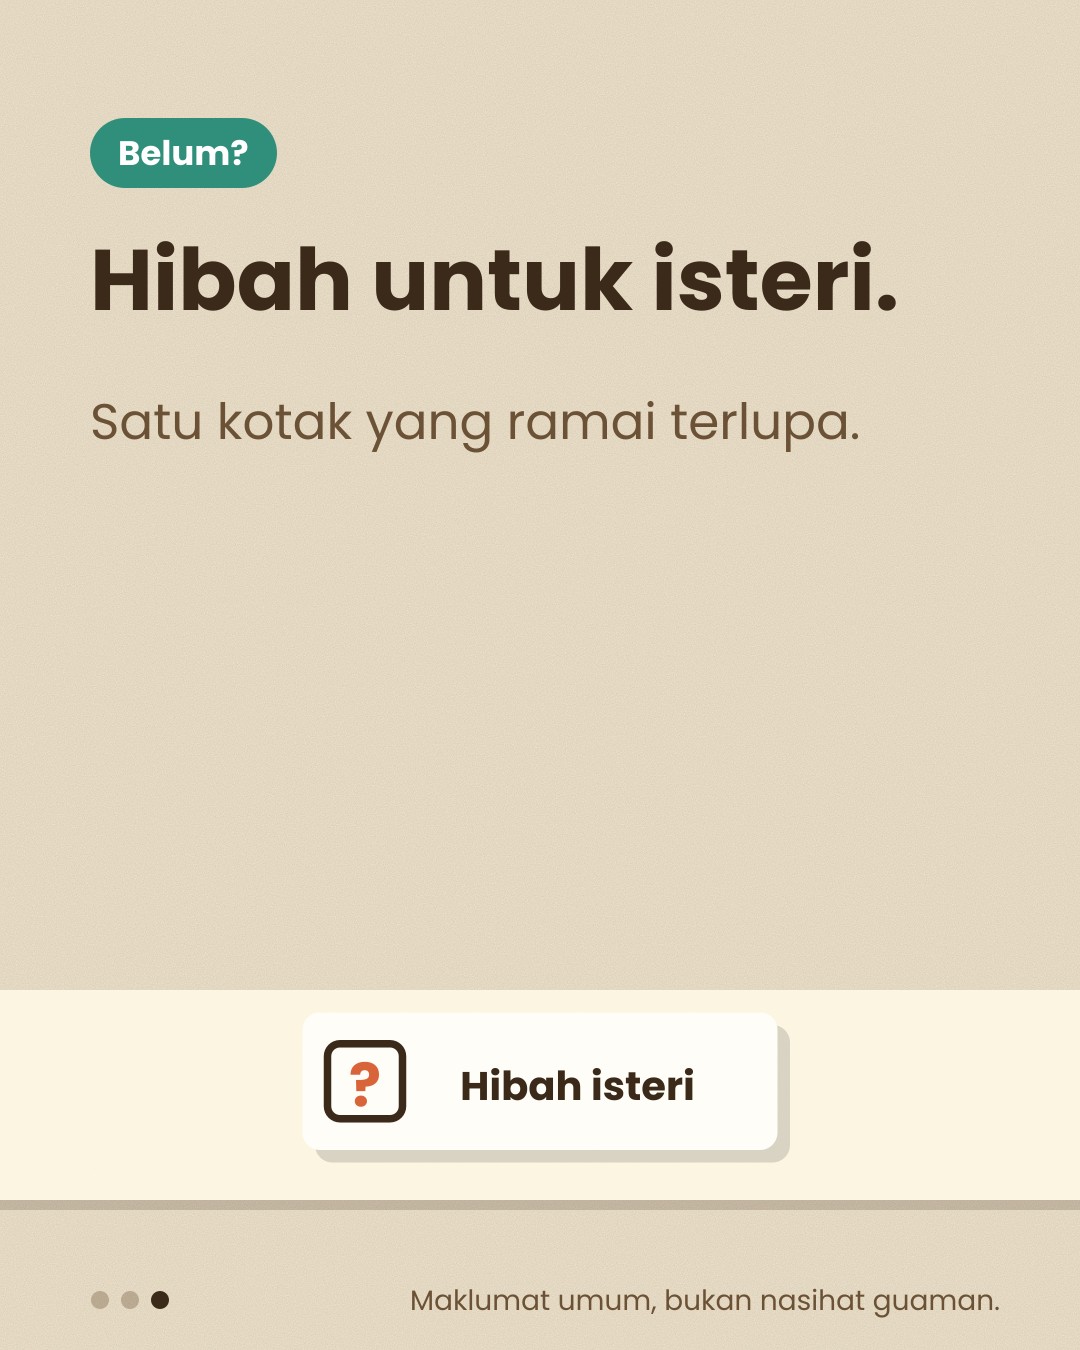 Belum?
Hibah untuk isteri.
Satu kotak yang ramai terlupa.
?
Hibah isteri
Maklumat umum, bukan nasihat guaman.